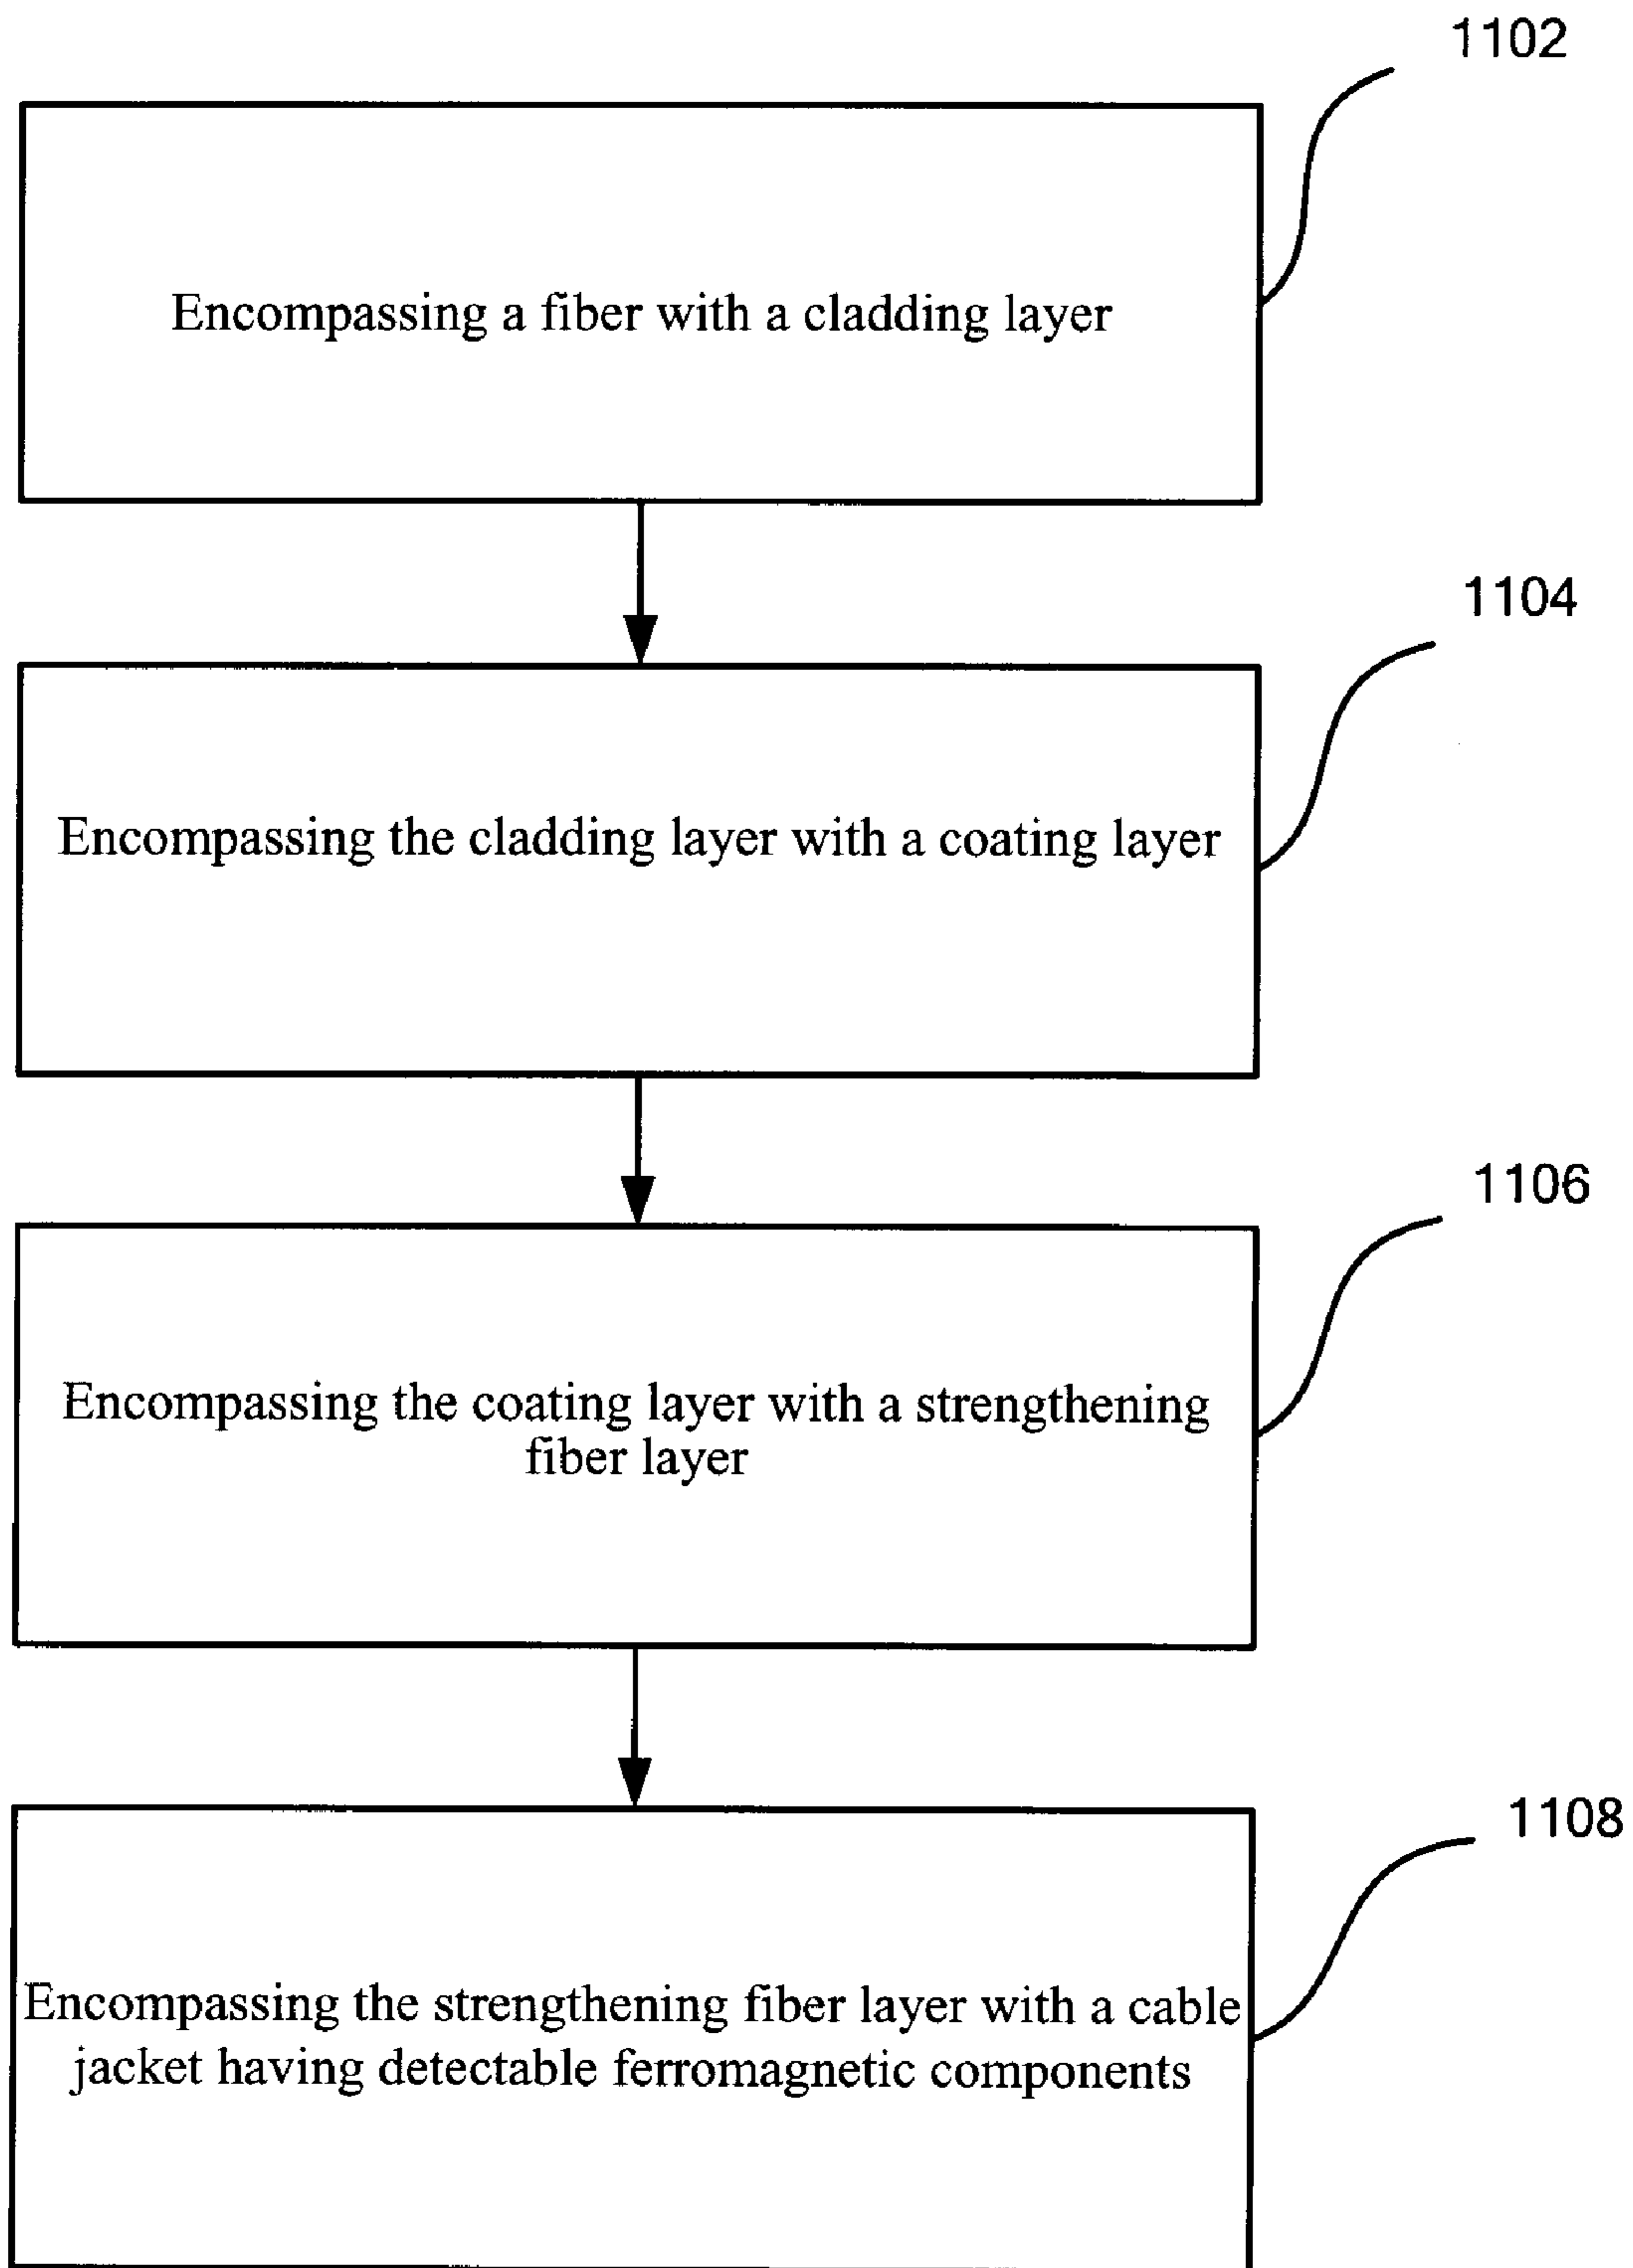 1102
Encompassing a fiber with a cladding layer
1104
Encompassing the cladding layer with a coating layer
1106
Encompassing the coating layer with a strengthening
fiber layer
1108
Encompassing the strengthening fiber layer with a cable
jacket having detectable ferromagnetic components